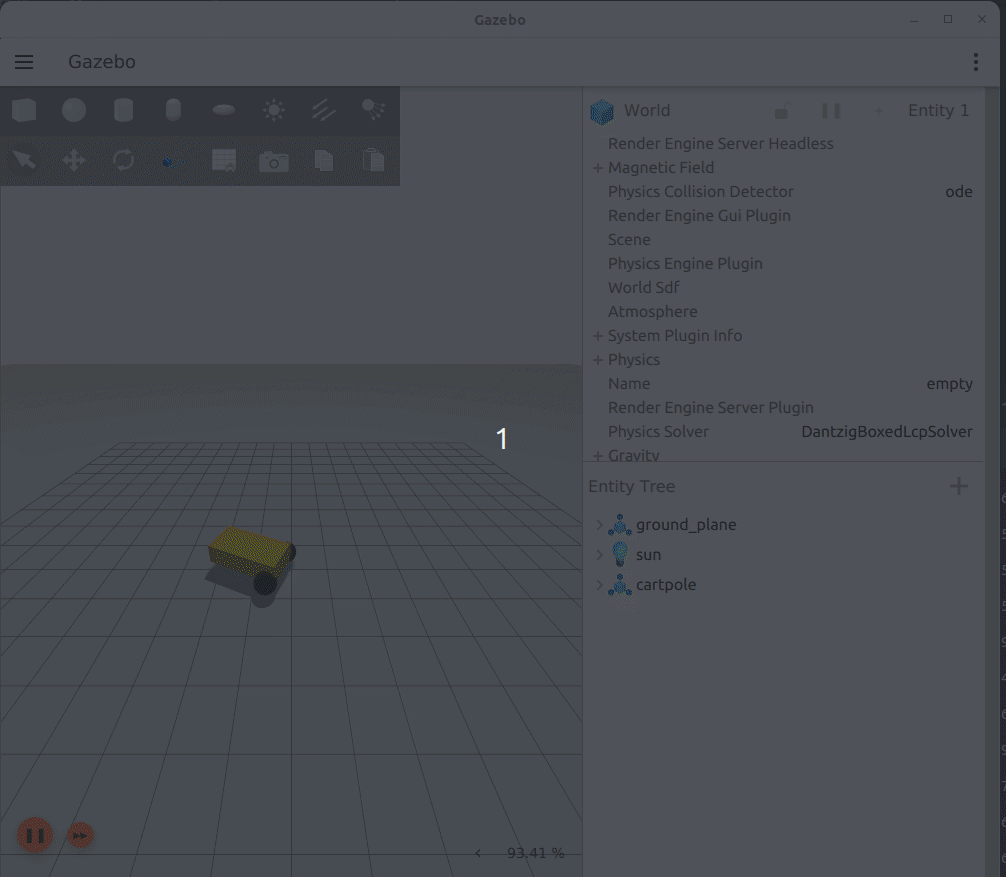 Gazebo
Gazebo
World Entity 1
Render Engine Server Headless
+ Magnetic Field
Physics Collision Detector ode
Render Engine Gui Plugin
Scene
Physics Engine Plugin
World Sdf
Atmosphere
+ System Plugin Info
+ Physics
Name empty
Render Engine Server Plugin
Physics Solver DantzigBoxedLcpSolver
+ Gravity
1
Entity Tree
ground_plane
sun
cartpole
93.41 %